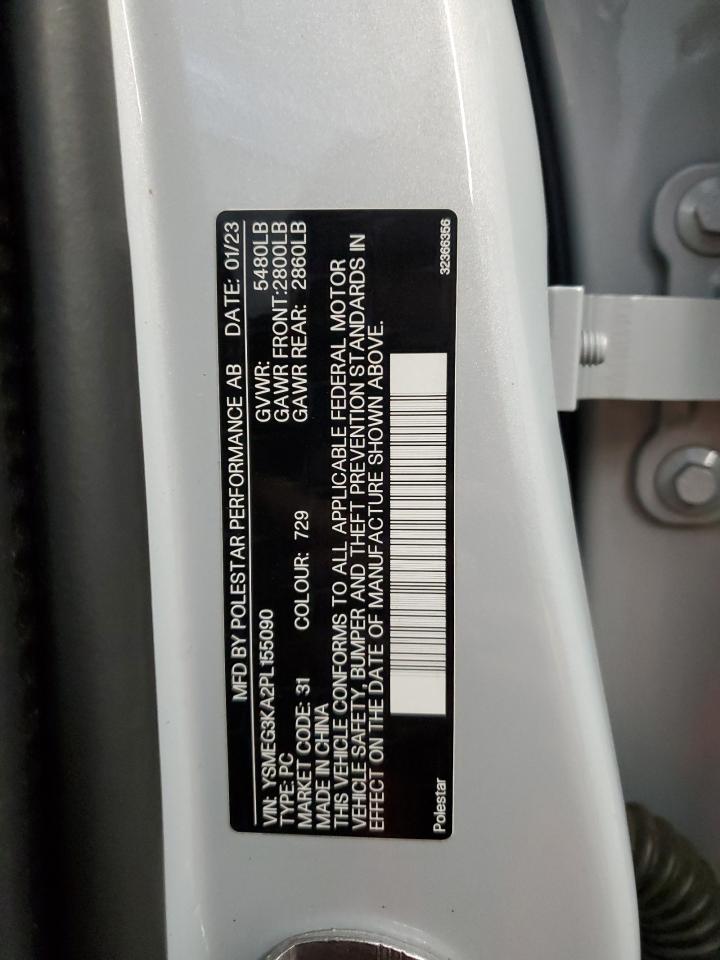 MFD BY POLESTAR PERFORMANCE AB DATE: 01/23
VIN: YSMEG3KA2PL155090 GVWR: 5480LB
TYPE: PC GAWR FRONT:2800LB
MARKET CODE: 31 COLOUR: 729 GAWR REAR: 2860LB
MADE IN CHINA
THIS VEHICLE CONFORMS TO ALL APPLICABLE FEDERAL MOTOR
VEHICLE SAFETY, BUMPER AND THEFT PREVENTION STANDARDS IN
EFFECT ON THE DATE OF MANUFACTURE SHOWN ABOVE.
Polestar 32366356